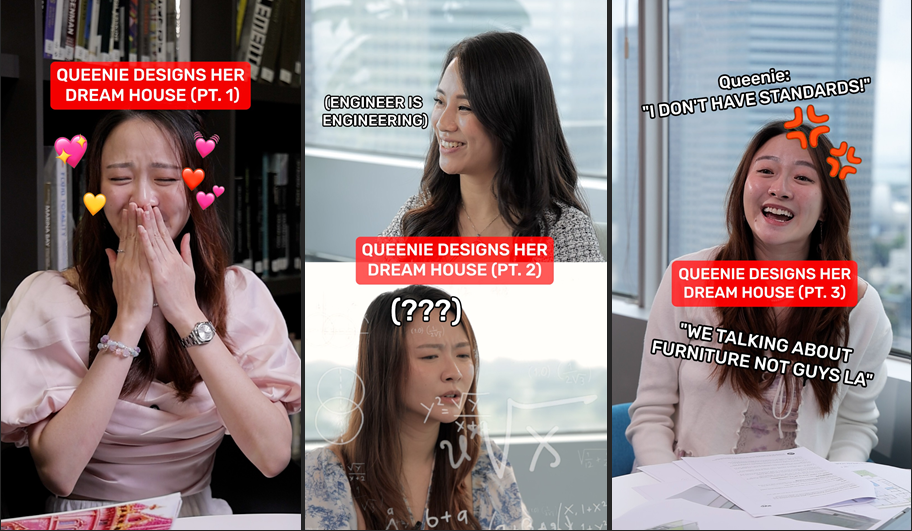 QUEENIE DESIGNS HER
DREAM HOUSE (PT. 1)
(ENGINEER IS
ENGINEERING)
QUEENIE DESIGNS HER
DREAM HOUSE (PT. 2)
(???)
y²=
b+a
Queenie:
"I DON'T HAVE STANDARDS!"
QUEENIE DESIGNS HER
DREAM HOUSE (PT. 3)
"WE TALKING ABOUT
FURNITURE NOT GUYS LA"